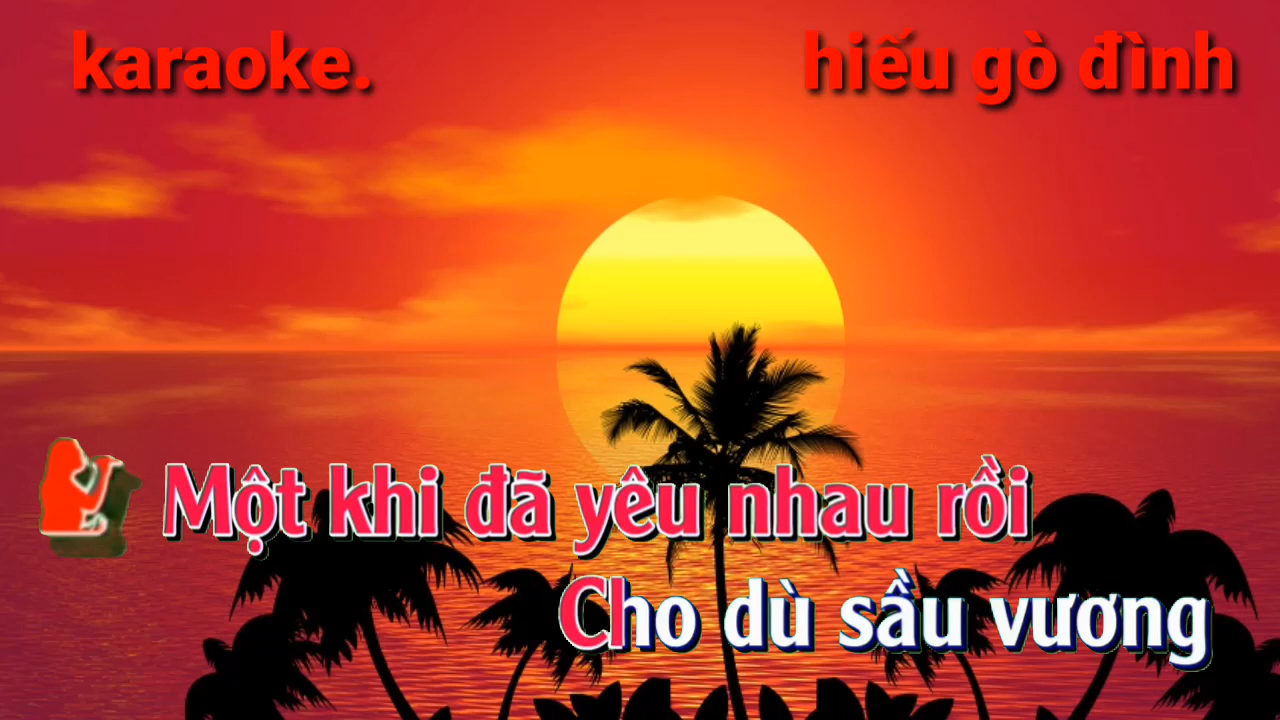 karaoke. hiếu gò đình
Một khi đã yêu nhau rồi
Cho dù sầu vương